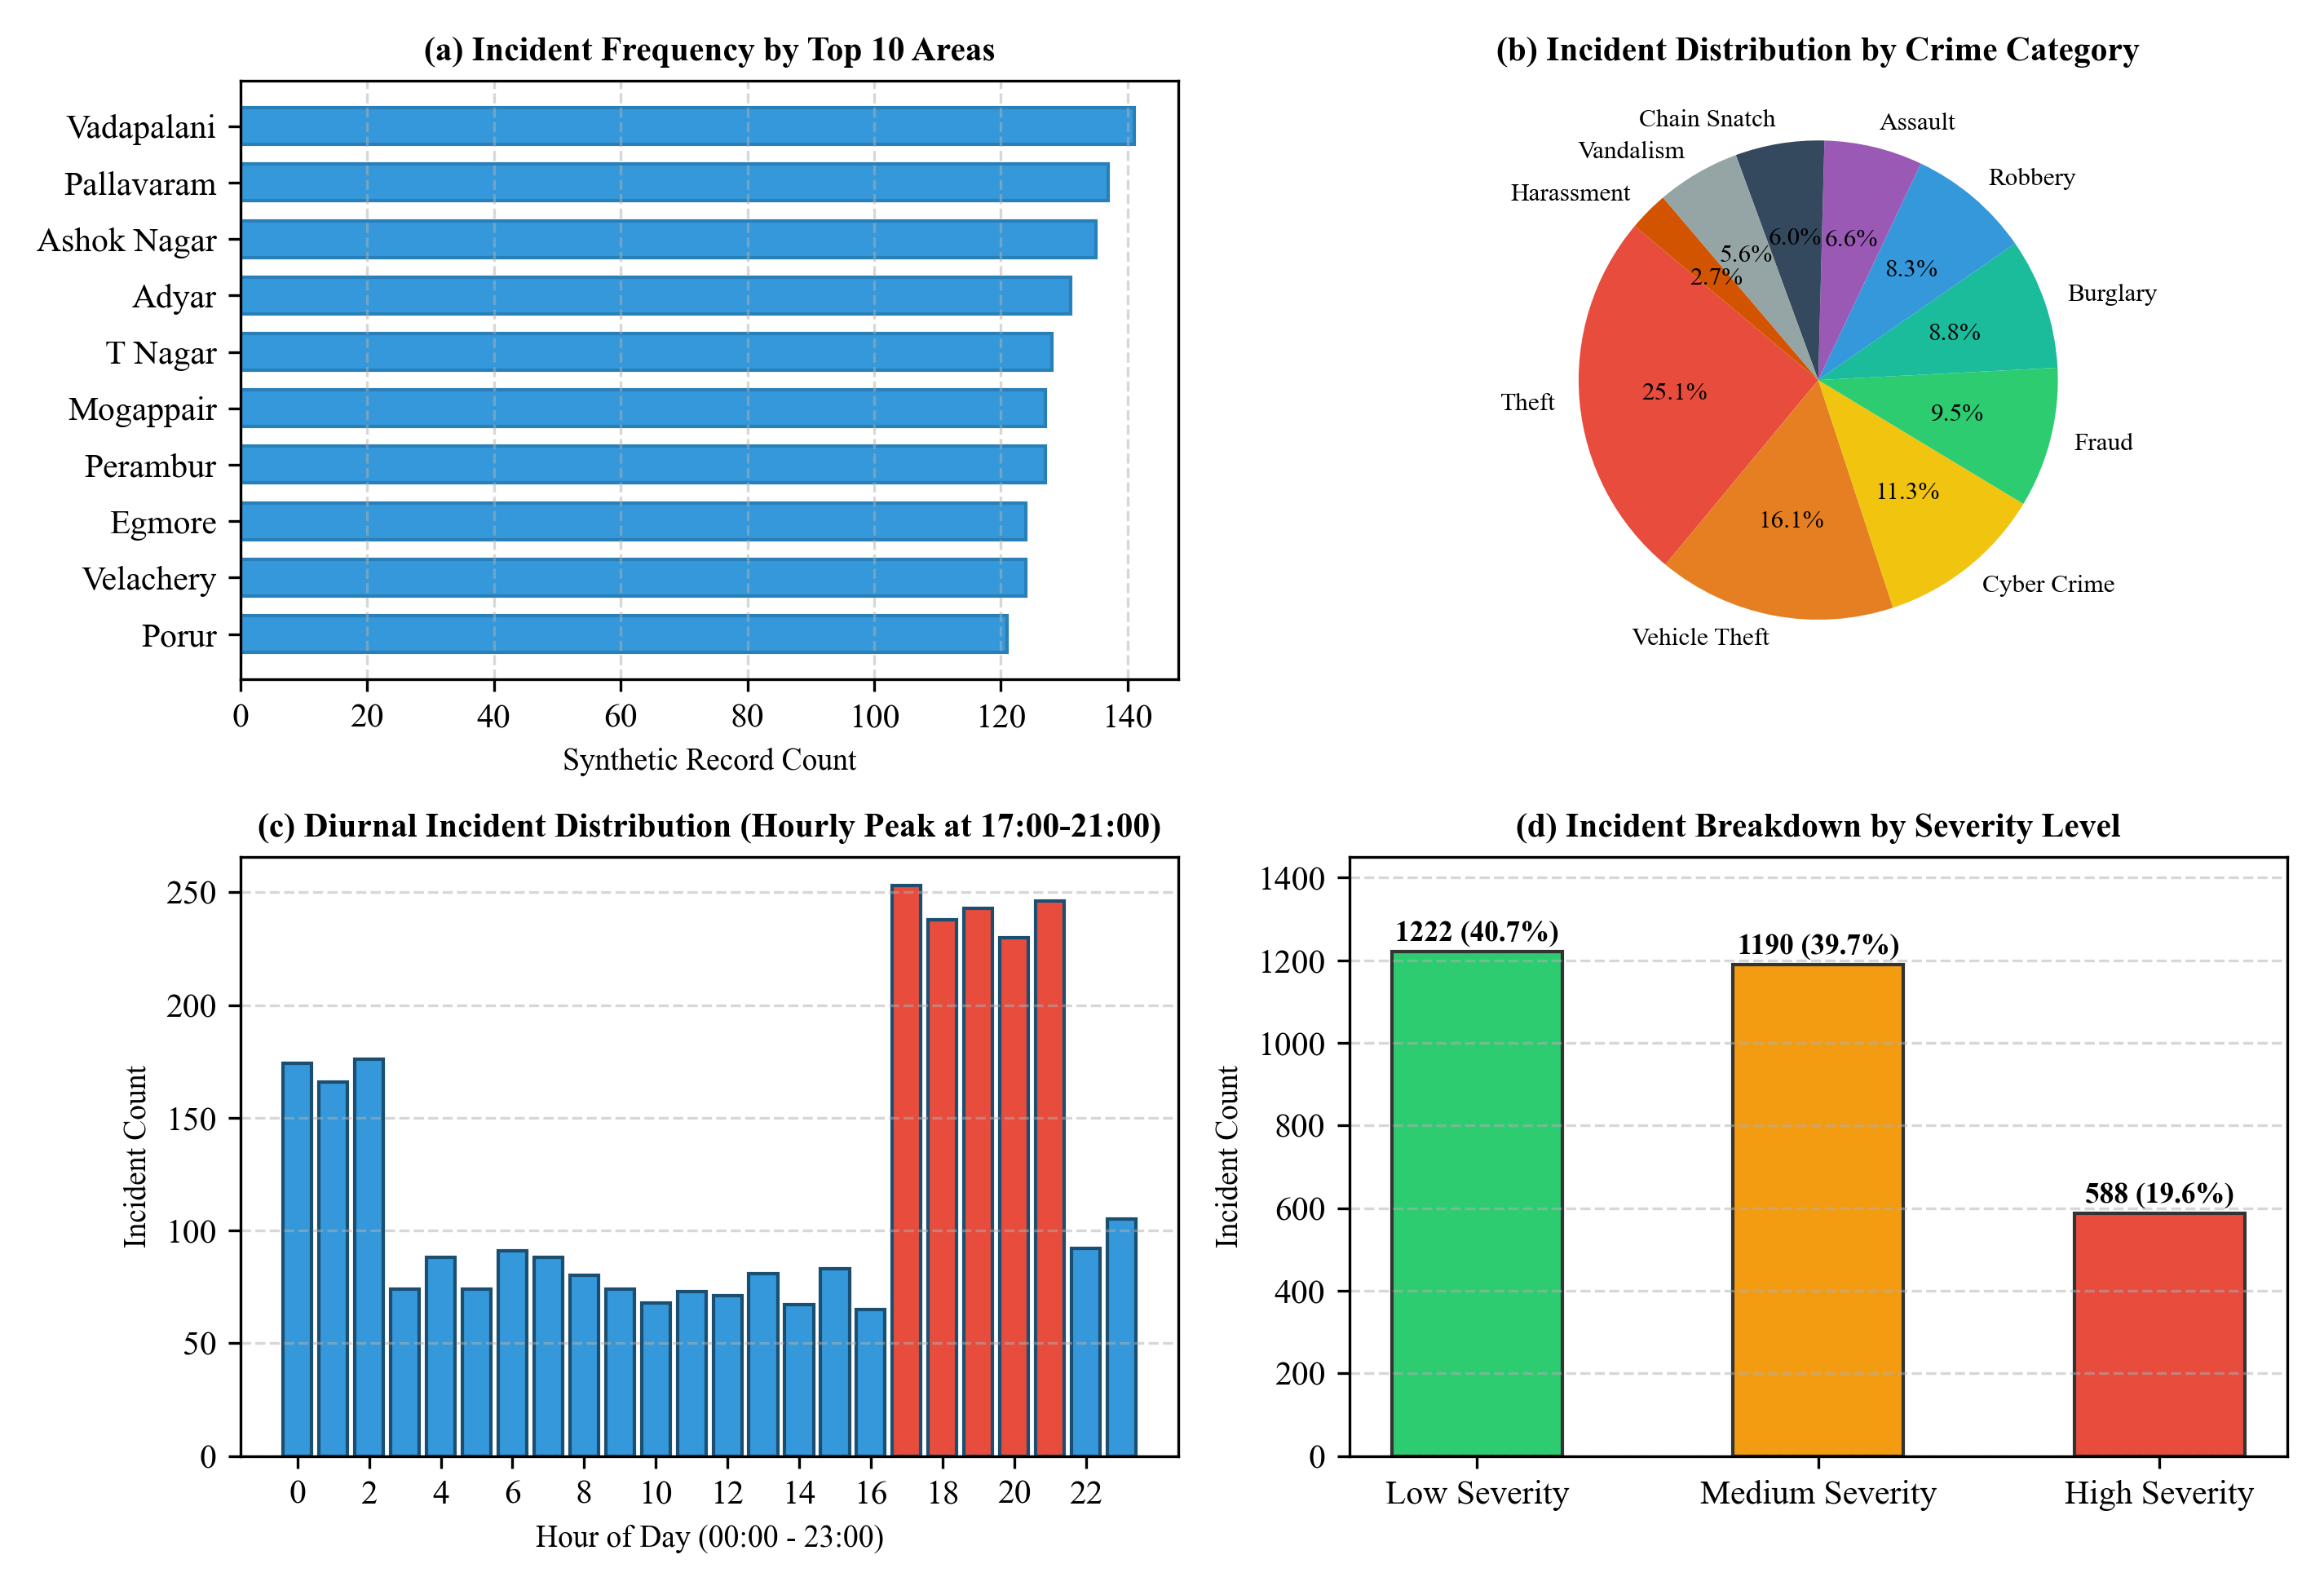 (a) Incident Frequency by Top 10 Areas
Vadapalani
Pallavaram
Ashok Nagar
Adyar
T Nagar
Mogappair
Perambur
Egmore
Velachery
Porur
0 20 40 60 80 100 120 140
Synthetic Record Count
(b) Incident Distribution by Crime Category
Chain Snatch
Assault
Vandalism
Robbery
Harassment
Burglary
Theft
Fraud
Cyber Crime
Vehicle Theft
6.0%
6.6%
5.6%
8.3%
2.7%
8.8%
25.1%
9.5%
11.3%
16.1%
(c) Diurnal Incident Distribution (Hourly Peak at 17:00-21:00)
Incident Count
250
200
150
100
50
0
0 2 4 6 8 10 12 14 16 18 20 22
Hour of Day (00:00 - 23:00)
(d) Incident Breakdown by Severity Level
Incident Count
1400
1200
1000
800
600
400
200
0
1222 (40.7%)
1190 (39.7%)
588 (19.6%)
Low Severity Medium Severity High Severity